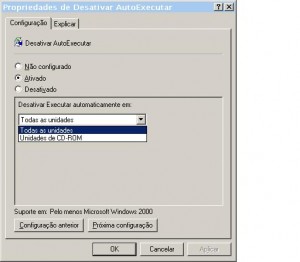 Propriedades de Desativar AutoExecutar
Configuração Explicar
Desativar AutoExecutar
Não configurado
Ativado
Desativado
Desativar Executar automaticamente em:
Todas as unidades
Todas as unidades
Unidades de CD-ROM
Suporte em: Pelo menos Microsoft Windows 2000
Configuração anterior Próxima configuração
OK Cancelar Aplicar